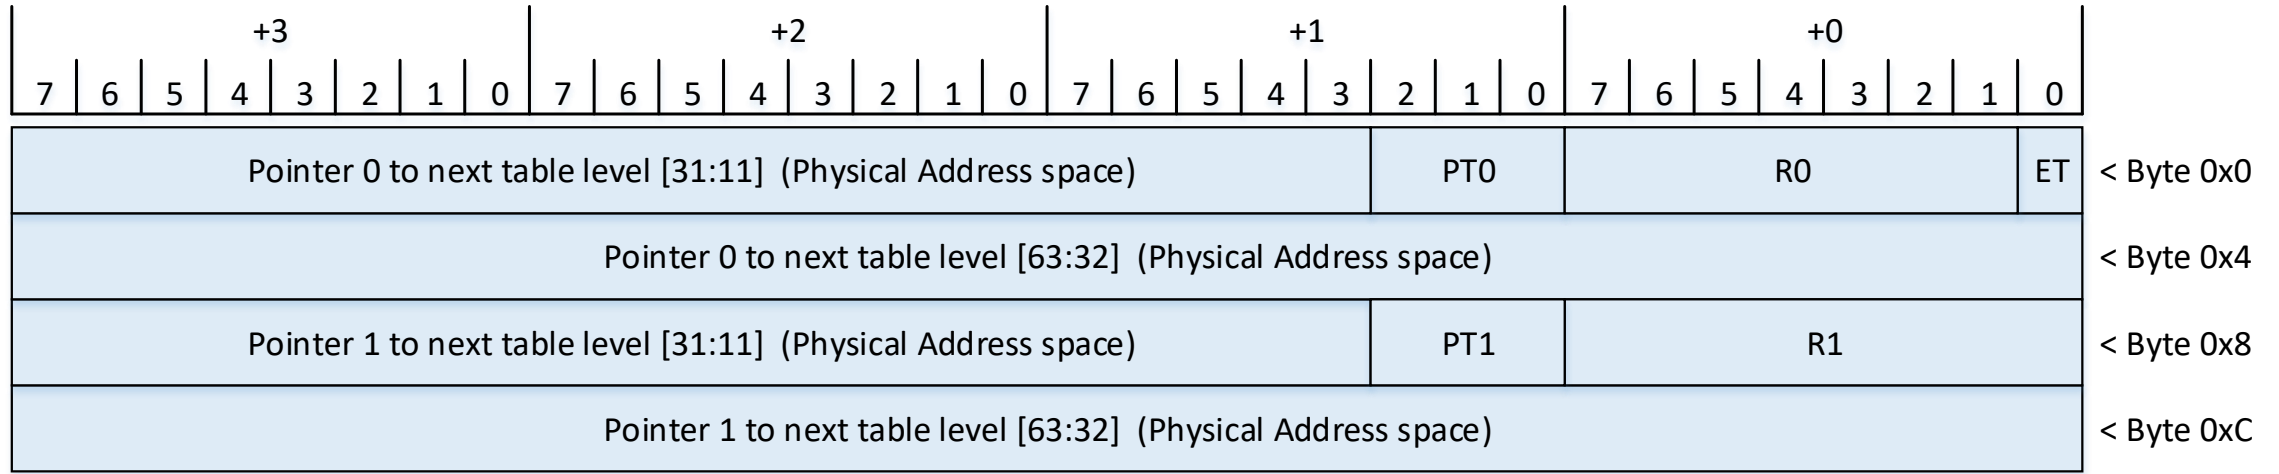 +3 +2 +1 +0
7 6 5 4 3 2 1 0 7 6 5 4 3 2 1 0 7 6 5 4 3 2 1 0 7 6 5 4 3 2 1 0
Pointer 0 to next table level [31:11] (Physical Address space) PT0 R0 ET < Byte 0x0
Pointer 0 to next table level [63:32] (Physical Address space) < Byte 0x4
Pointer 1 to next table level [31:11] (Physical Address space) PT1 R1 < Byte 0x8
Pointer 1 to next table level [63:32] (Physical Address space) < Byte 0xC